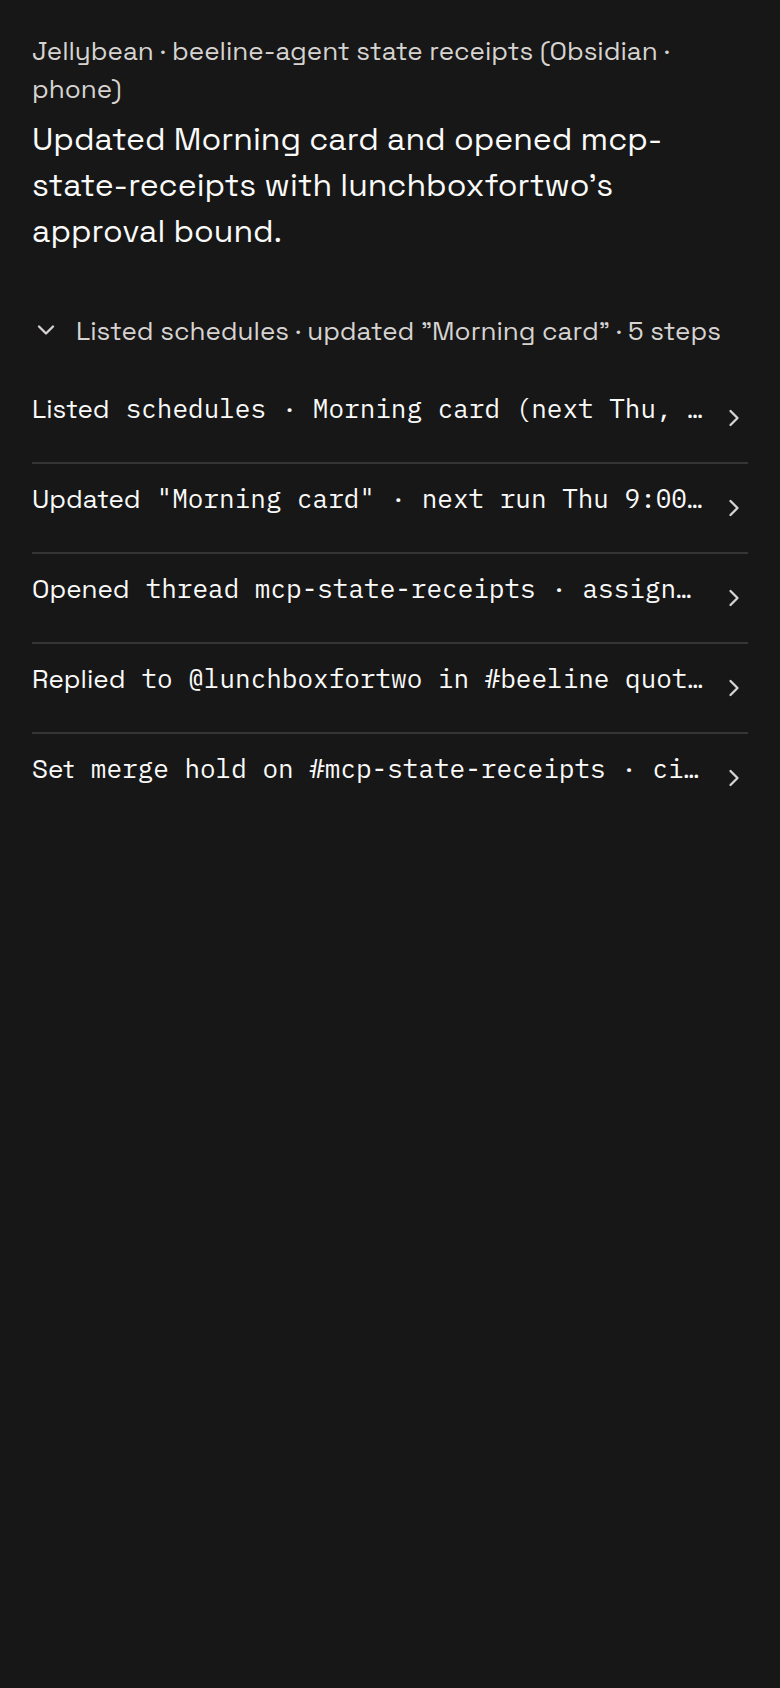 Jellybean · beeline-agent state receipts (Obsidian ·
phone)
Updated Morning card and opened mcp-
state-receipts with lunchboxfortwo’s
approval bound.
Listed schedules · updated ”Morning card” · 5 steps
Listed schedules · Morning card (next Thu, …
Updated "Morning card" · next run Thu 9:00…
Opened thread mcp-state-receipts · assign…
Replied to @lunchboxfortwo in #beeline quot…
Set merge hold on #mcp-state-receipts · ci…